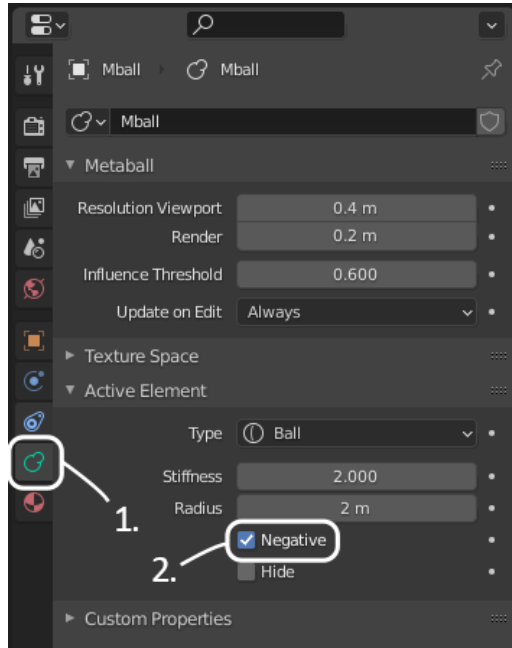 Mball Mball
Mball
Metaball
Resolution Viewport 0.4 m
Render 0.2 m
Influence Threshold 0.600
Update on Edit Always
Texture Space
Active Element
Type Ball
Stiffness 2.000
Radius 2 m
1.
Negative
2.
Hide
Custom Properties